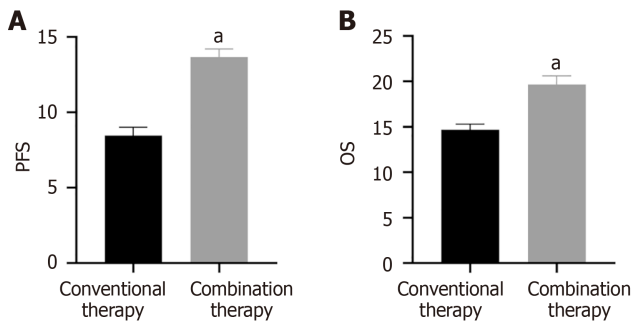 A
15
10
5
0
PFS
a
Conventional
therapy
Combination
therapy
B
25
20
15
10
5
0
OS
a
Conventional
therapy
Combination
therapy